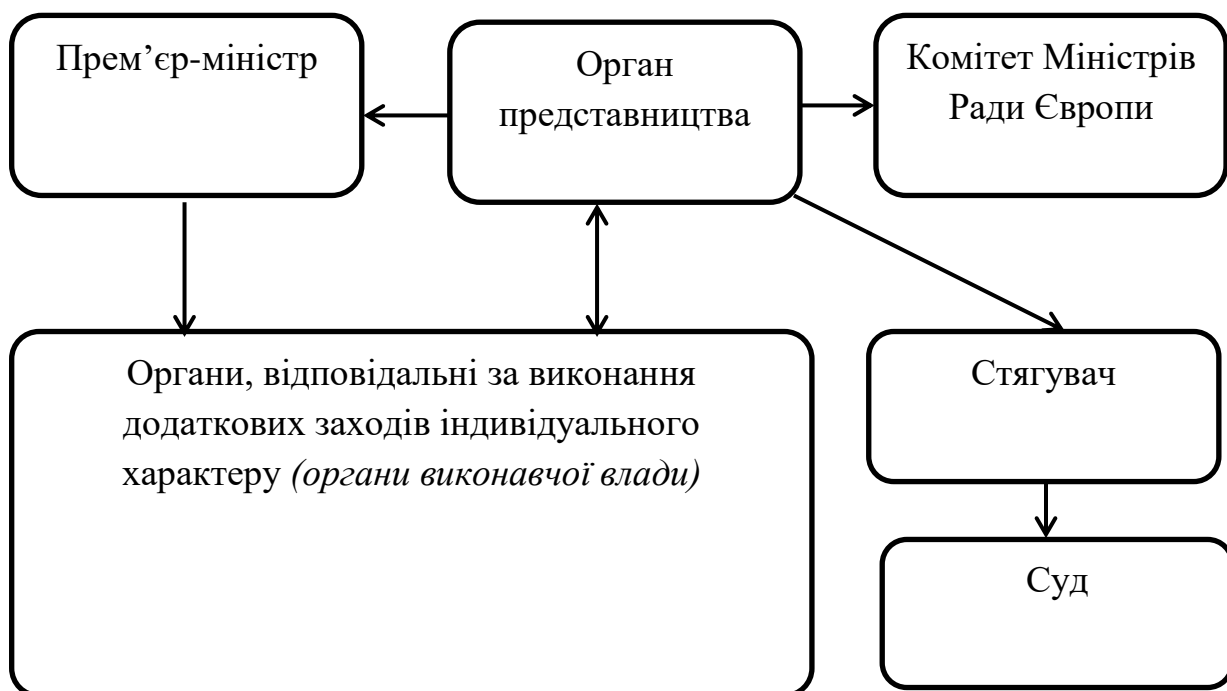 Прем’єр-міністр
Орган
представництва
Комітет Міністрів
Ради Європи
Органи, відповідальні за виконання
додаткових заходів індивідуального
характеру (органи виконавчої влади)
Стягувач
Суд